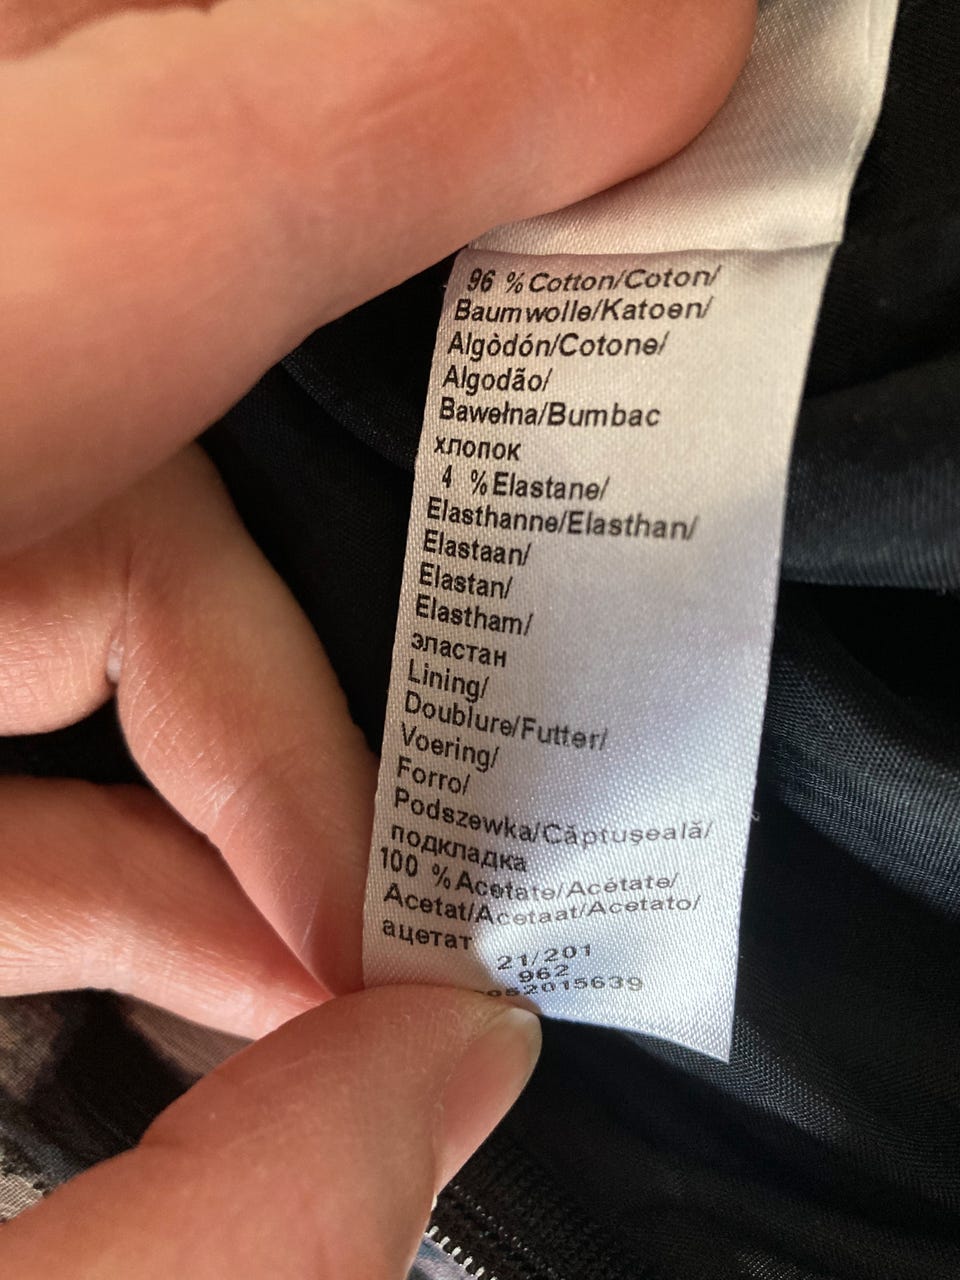 96 % Cotton/Coton/
Baumwolle/Katoen/
Algòdón/Cotone/
Algodão/
Bawełna/Bumbac
хлопок
4 % Elastane/
Elasthanne/Elasthan/
Elastaan/
Elastan/
Elastham/
эластан
Lining/
Doublure/Futter/
Voering/
Forro/
Podszewka/Căptuşeală/
подкладка
100 % Acetate/Acétate/
Acetat/Acetaat/Acetato/
ацетат
21/201
962